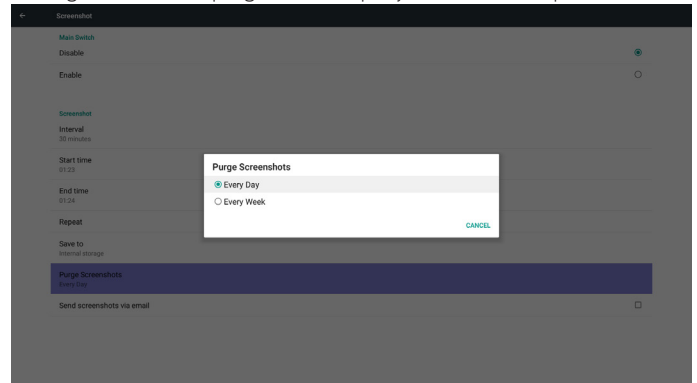 Screenshot
Main Switch
Disable
Enable
Screenshot
Interval
30 minutes
Start time
01:23
End time
01:24
Repeat
Save to
Internal storage
Purge Screenshots
Every Day
Send screenshots via email
Purge Screenshots
Every Day
Every Week
CANCEL